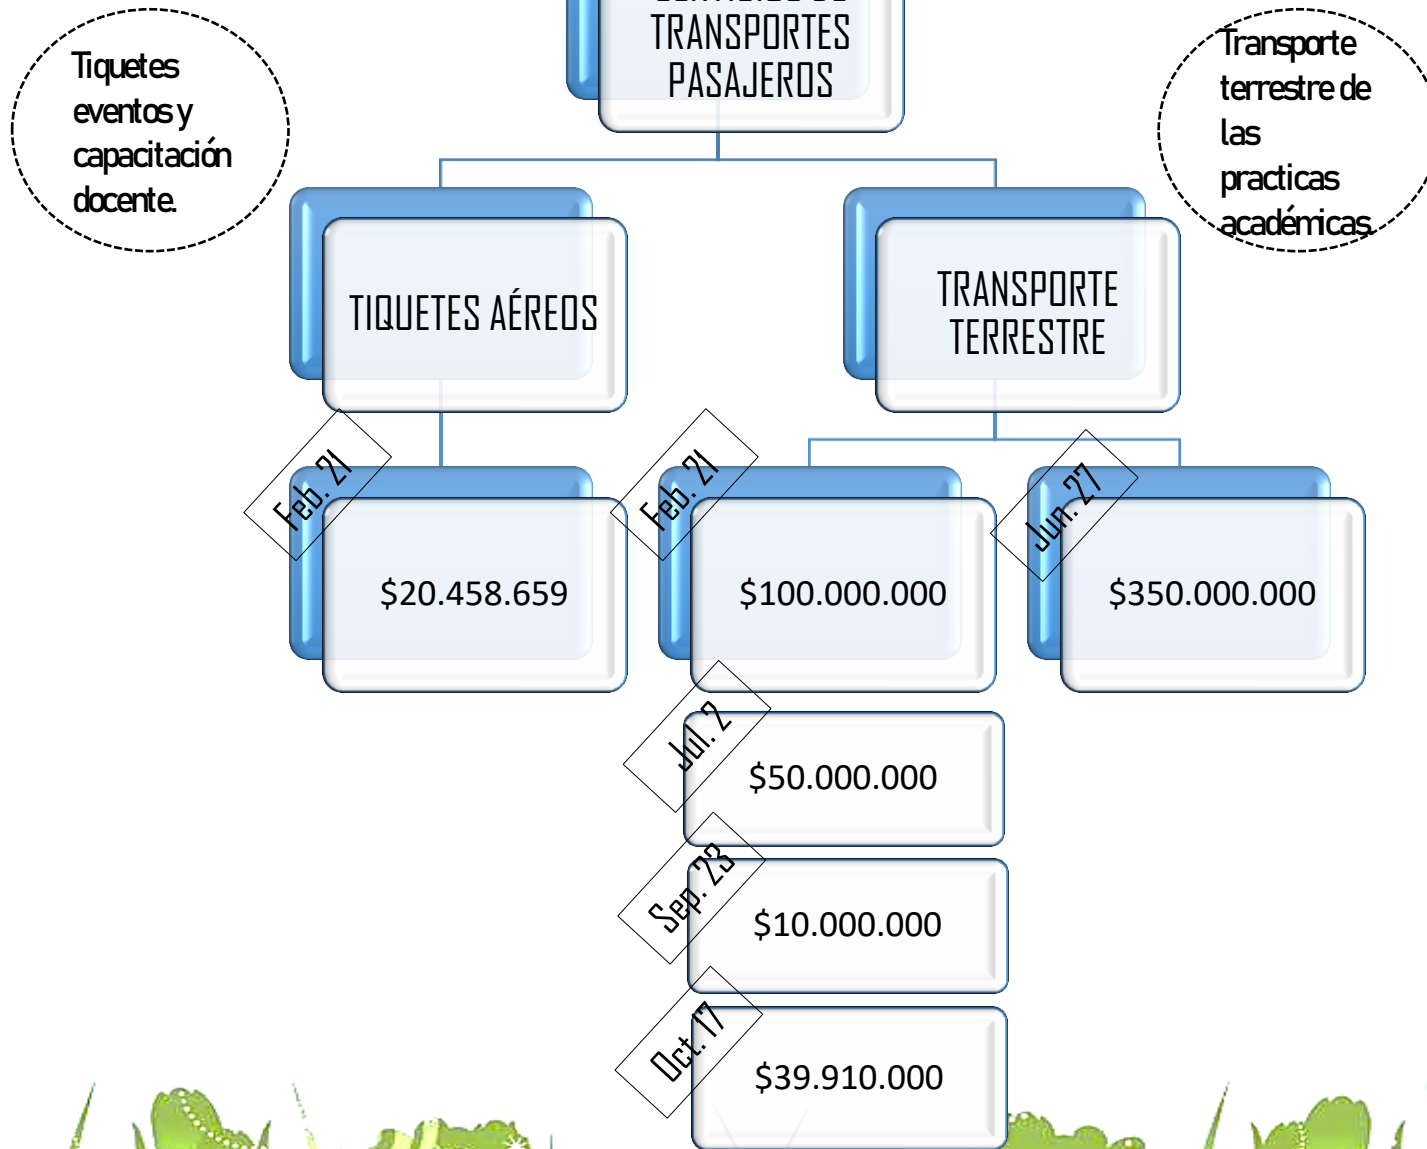 TRANSPORTES
PASAJEROS
Tiquetes
eventos y
capacitación
docente.
Transporte
terrestre de
las
practicas
académicas
TIQUETES AÉREOS
TRANSPORTE
TERRESTRE
Feb. 21
$20.458.659
Feb. 21
$100.000.000
Jun. 27
$350.000.000
Jul. 2
$50.000.000
Sep. 23
$10.000.000
Oct. 17
$39.910.000